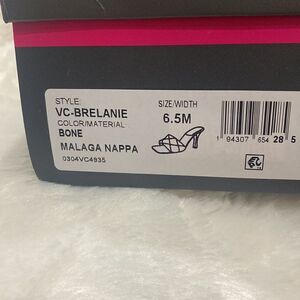 STYLE:
VC-BRELANIE
COLOR/MATERIAL
BONE
MALAGA NAPPA
0304VC4935
SIZE/WIDTH
6.5M
1 94307 654 28 5